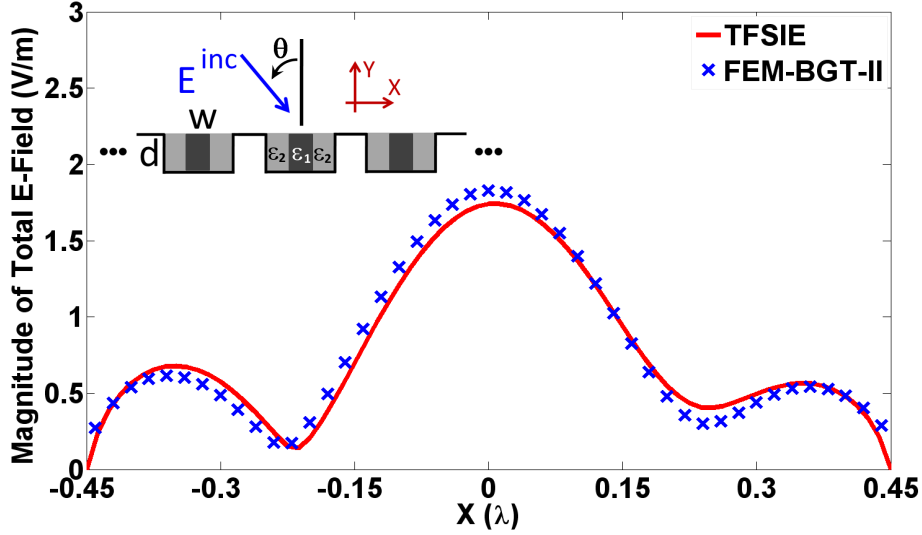 3
2.5
2
1.5
1
0.5
0
Magnitude of Total E-Field (V/m)
TFSIE
FEM-BGT-II
E inc
θ
Y
X
W
d
ε2 ε1 ε2
••• •••
-0.45 -0.3 -0.15 0 0.15 0.3 0.45
X (λ)